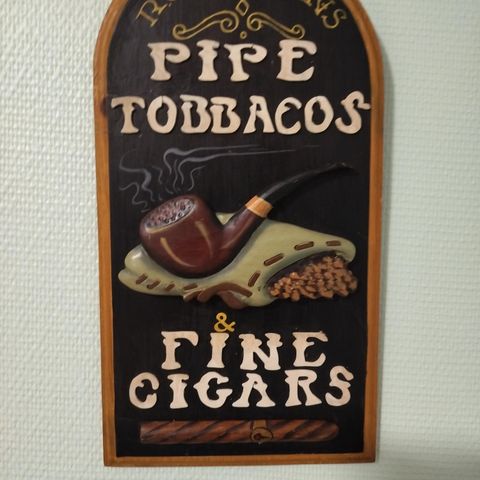 PIPE
TOBBACOS
&
FINE
CIGARS